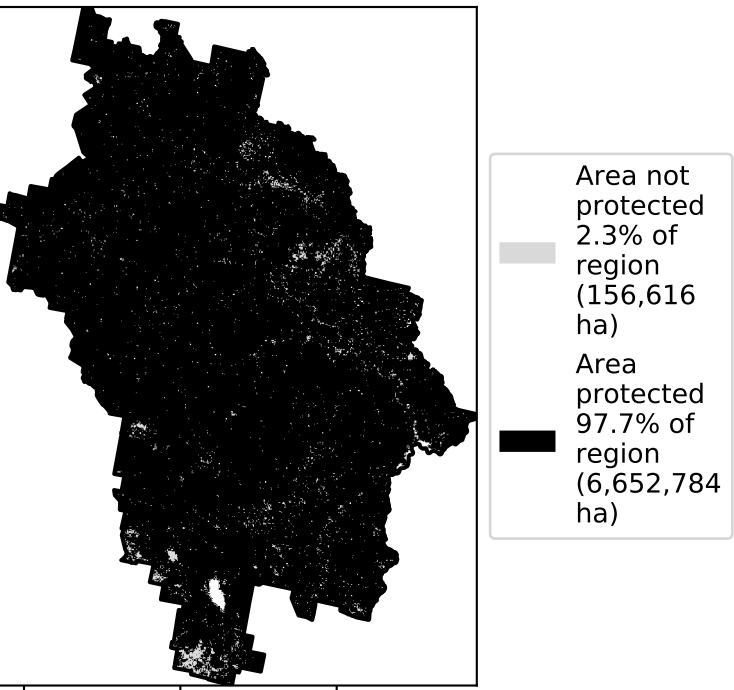 Area not
protected
2.3% of
region
(156,616
ha)
Area
protected
97.7% of
region
(6,652,784
ha)